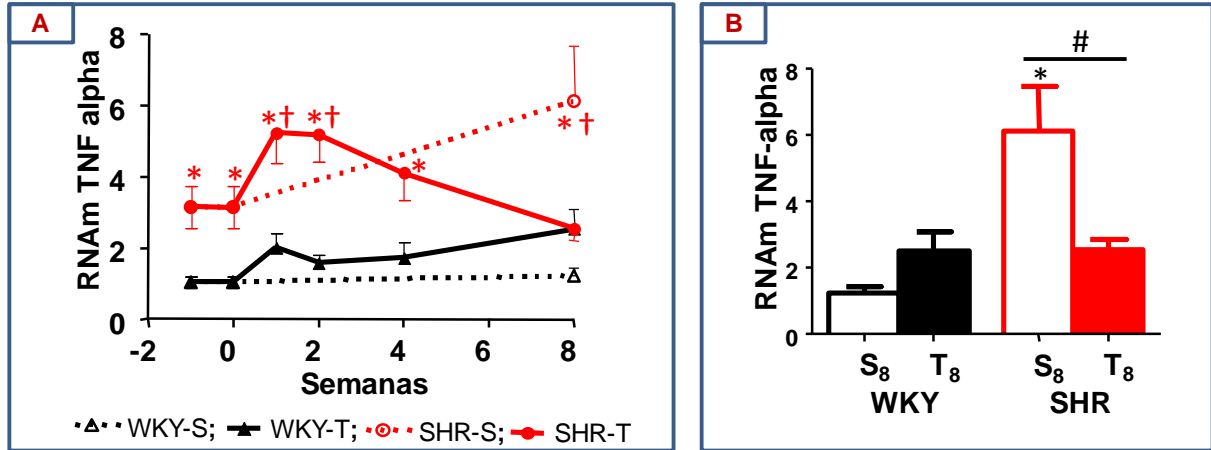 A
RNAm TNF alpha
8
6
4
2
0
* * *† *† * *†
-2 0 2 4 6 8
Semanas
WKY-S; WKY-T; SHR-S; SHR-T
B
RNAm TNF-alpha
8
6
4
2
0
#
*
S₈ T₈ S₈ T₈
WKY SHR